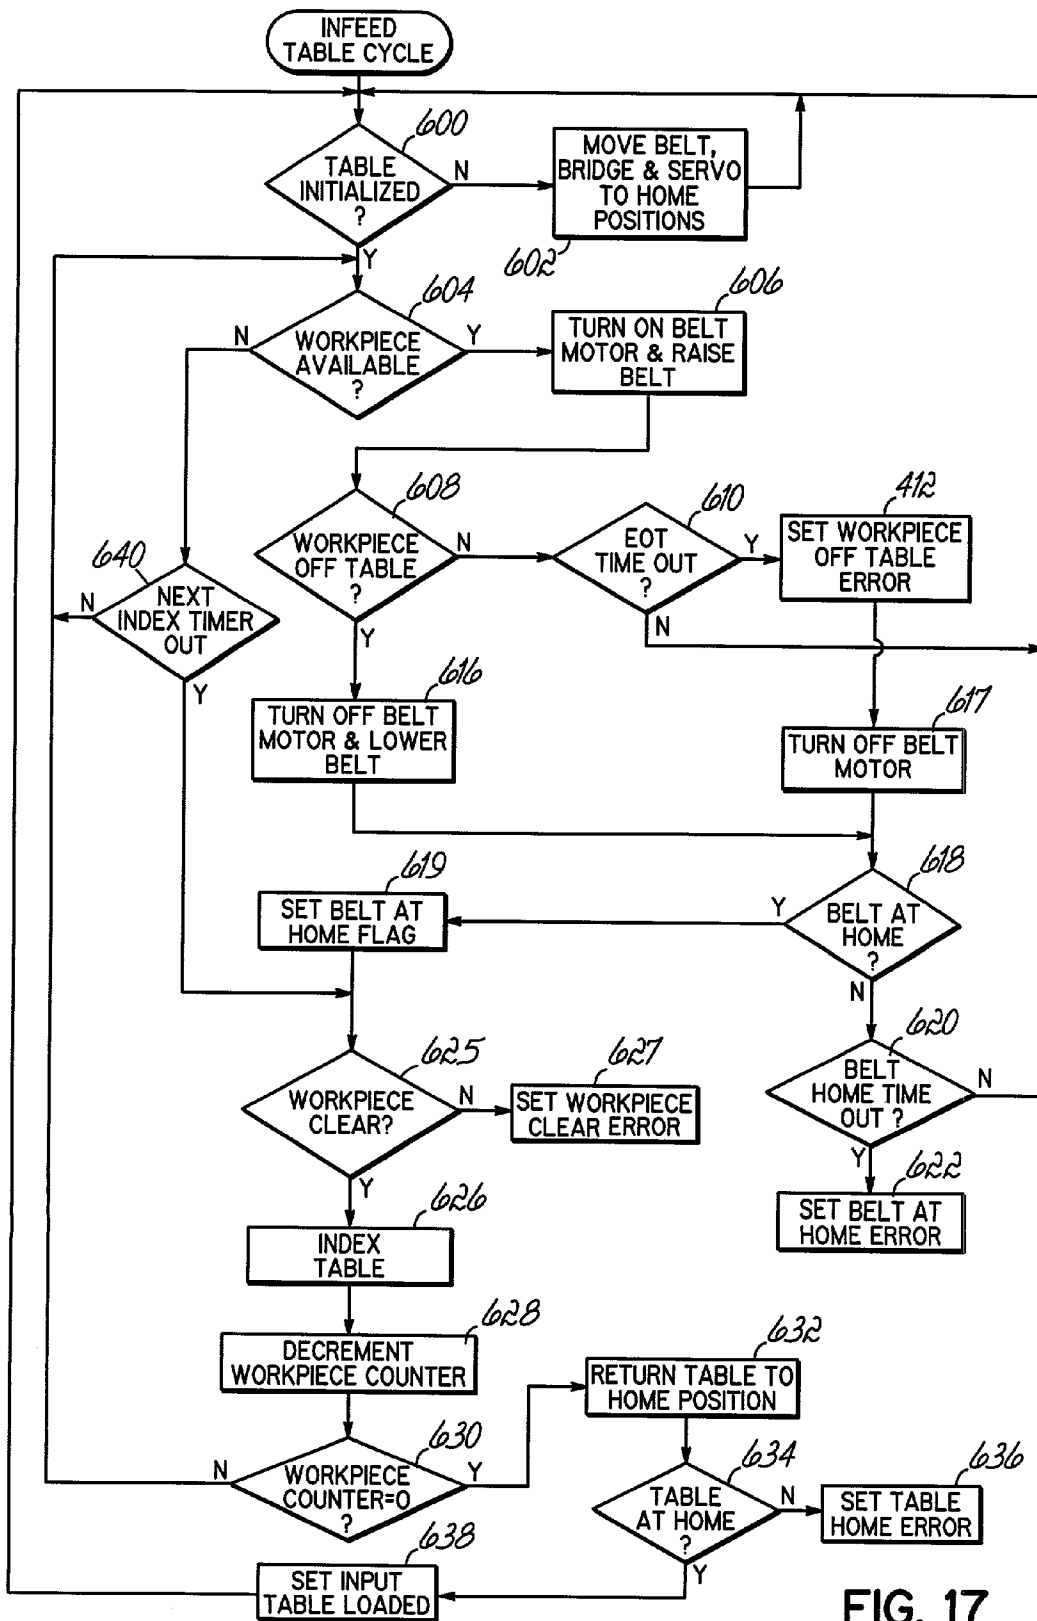 INFEED
TABLE CYCLE
600
TABLE
INITIALIZED
?
N
Y
MOVE BELT,
BRIDGE & SERVO
TO HOME
POSITIONS
602
604
WORKPIECE
AVAILABLE
?
N
Y
606
TURN ON BELT
MOTOR & RAISE
BELT
608
WORKPIECE
OFF TABLE
?
N
Y
610
EOT
TIME OUT
?
Y
N
412
SET WORKPIECE
OFF TABLE
ERROR
640
NEXT
INDEX TIMER
OUT
N
Y
616
TURN OFF BELT
MOTOR & LOWER
BELT
617
TURN OFF BELT
MOTOR
618
BELT AT
HOME
?
Y
N
619
SET BELT AT
HOME FLAG
620
BELT
HOME TIME
OUT ?
N
Y
622
SET BELT AT
HOME ERROR
625
WORKPIECE
CLEAR?
N
Y
627
SET WORKPIECE
CLEAR ERROR
626
INDEX
TABLE
628
DECREMENT
WORKPIECE COUNTER
630
WORKPIECE
COUNTER=0
?
N
Y
632
RETURN TABLE TO
HOME POSITION
634
TABLE
AT HOME
?
N
Y
636
SET TABLE
HOME ERROR
638
SET INPUT
TABLE LOADED
FIG. 17